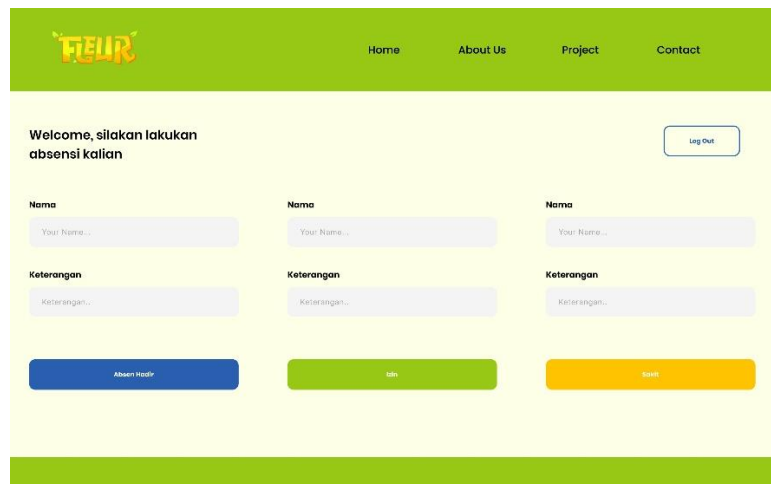 FLEUR
Home About Us Project Contact
Welcome, silakan lakukan
absensi kalian
Log Out
Nama Nama Nama
Your Name... Your Name... Your Name...
Keterangan Keterangan Keterangan
Keterangan... Keterangan... Keterangan...
Absen Hadir Izin Sakit